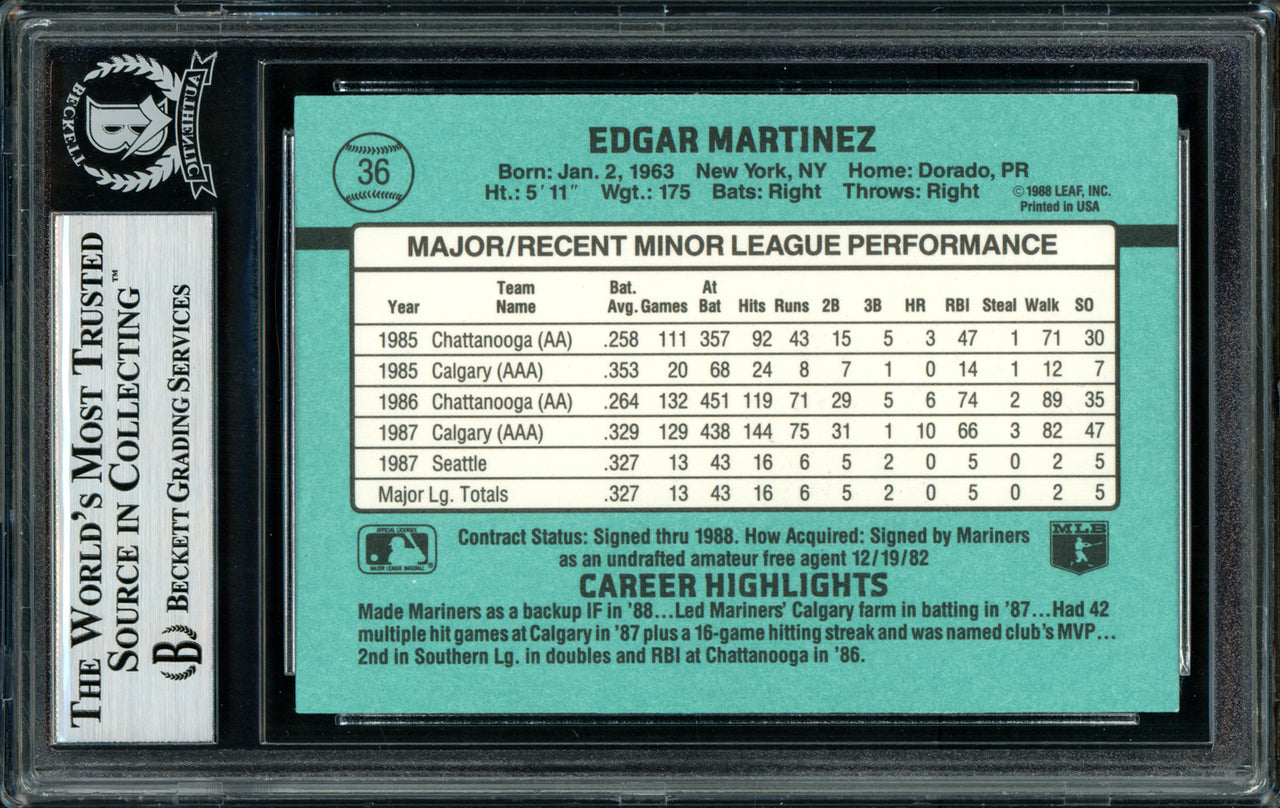 BECKETT
AUTHENTIC
B
THE WORLD'S MOST TRUSTED
SOURCE IN COLLECTING™
B BECKETT GRADING SERVICES
36
EDGAR MARTINEZ
Born: Jan. 2, 1963 New York, NY Home: Dorado, PR
Ht.: 5' 11" Wgt.: 175 Bats: Right Throws: Right
© 1988 LEAF, INC.
Printed in USA
MAJOR/RECENT MINOR LEAGUE PERFORMANCE
Year Team Name Bat. Avg. Games At Bat Hits Runs 2B 3B HR RBI Steal Walk SO
1985 Chattanooga (AA) .258 111 357 92 43 15 5 3 47 1 71 30
1985 Calgary (AAA) .353 20 68 24 8 7 1 0 14 1 12 7
1986 Chattanooga (AA) .264 132 451 119 71 29 5 6 74 2 89 35
1987 Calgary (AAA) .329 129 438 144 75 31 1 10 66 3 82 47
1987 Seattle .327 13 43 16 6 5 2 0 5 0 2 5
Major Lg. Totals .327 13 43 16 6 5 2 0 5 0 2 5
OFFICIAL LICENSEE
MAJOR LEAGUE BASEBALL®
Contract Status: Signed thru 1988. How Acquired: Signed by Mariners
as an undrafted amateur free agent 12/19/82
MLB
CAREER HIGHLIGHTS
Made Mariners as a backup IF in '88...Led Mariners' Calgary farm in batting in '87...Had 42
multiple hit games at Calgary in '87 plus a 16-game hitting streak and was named club's MVP...
2nd in Southern Lg. in doubles and RBI at Chattanooga in '86.